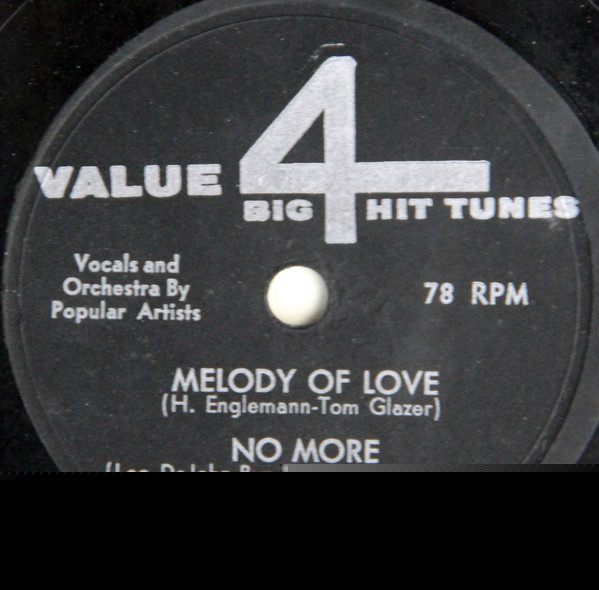 VALUE 4
BIG HIT TUNES
Vocals and
Orchestra By
Popular Artists
78 RPM
MELODY OF LOVE
(H. Englemann-Tom Glazer)
NO MORE